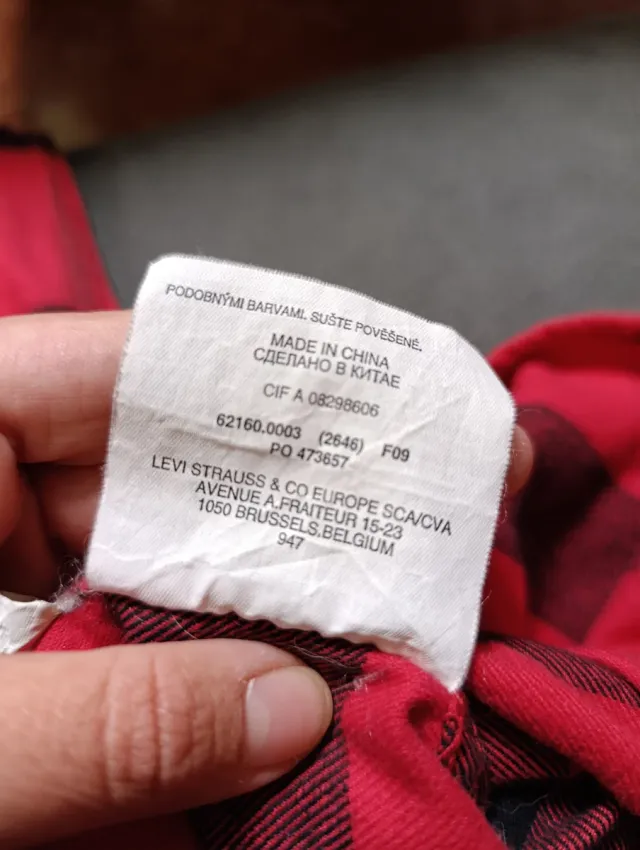 PODOBNÝMI BARVAMI. SUŠTE POVĚŠENÉ.
MADE IN CHINA
СДЕЛАНО В КИТАЕ
CIF A 08298606
62160.0003 (2646) F09
PO 473657
LEVI STRAUSS & CO EUROPE SCA/CVA
AVENUE A.FRAITEUR 15-23
1050 BRUSSELS.BELGIUM
947